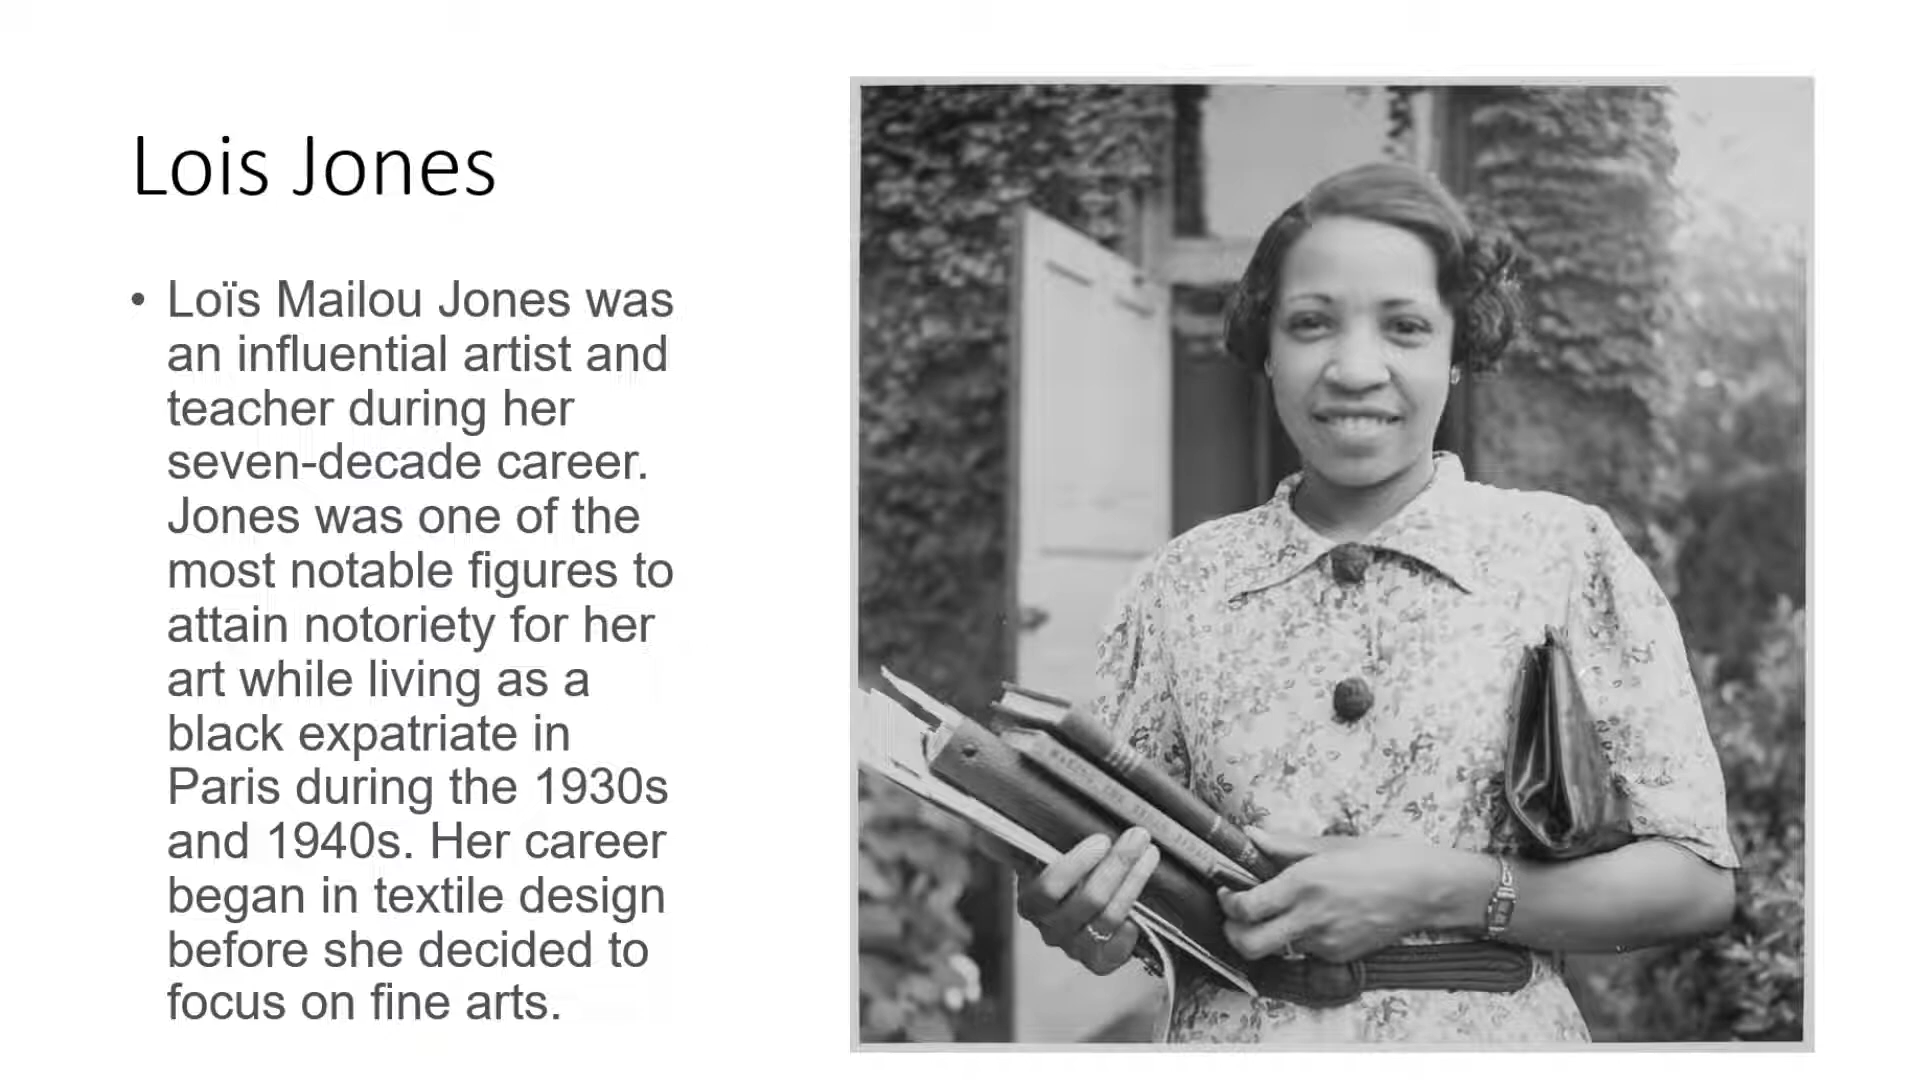 Lois Jones
• Loïs Mailou Jones was
an influential artist and
teacher during her
seven-decade career.
Jones was one of the
most notable figures to
attain notoriety for her
art while living as a
black expatriate in
Paris during the 1930s
and 1940s. Her career
began in textile design
before she decided to
focus on fine arts.